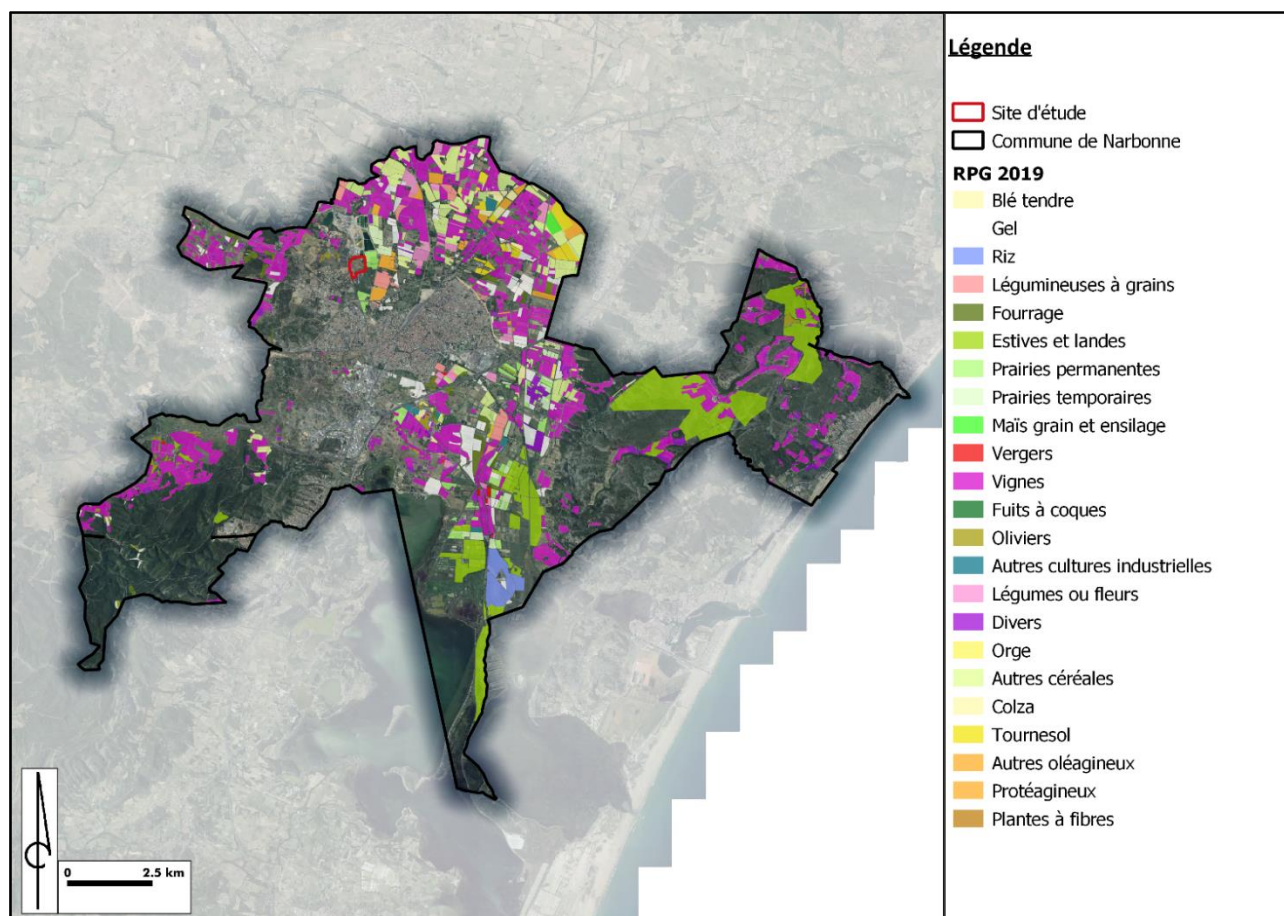 Légende
Site d'étude
Commune de Narbonne
RPG 2019
Blé tendre
Gel
Riz
Légumineuses à grains
Fourrage
Estives et landes
Prairies permanentes
Prairies temporaires
Maïs grain et ensilage
Vergers
Vignes
Fuits à coques
Oliviers
Autres cultures industrielles
Légumes ou fleurs
Divers
Orge
Autres céréales
Colza
Tournesol
Autres oléagineux
Protéagineux
Plantes à fibres
0 2.5 km